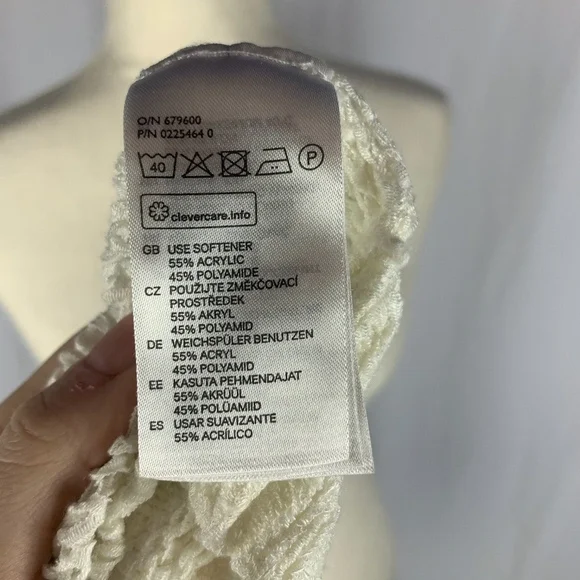 O/N 679600
P/N 0225464 0
40 P
clevercare.info
GB USE SOFTENER
55% ACRYLIC
45% POLYAMIDE
CZ POUŽIJTE ZMĚKČOVACÍ
PROSTŘEDEK
55% AKRYL
45% POLYAMID
DE WEICHSPÜLER BENUTZEN
55% ACRYL
45% POLYAMID
EE KASUTA PEHMENDAJAT
55% AKRÜÜL
45% POLÜAMIID
ES USAR SUAVIZANTE
55% ACRÍLICO